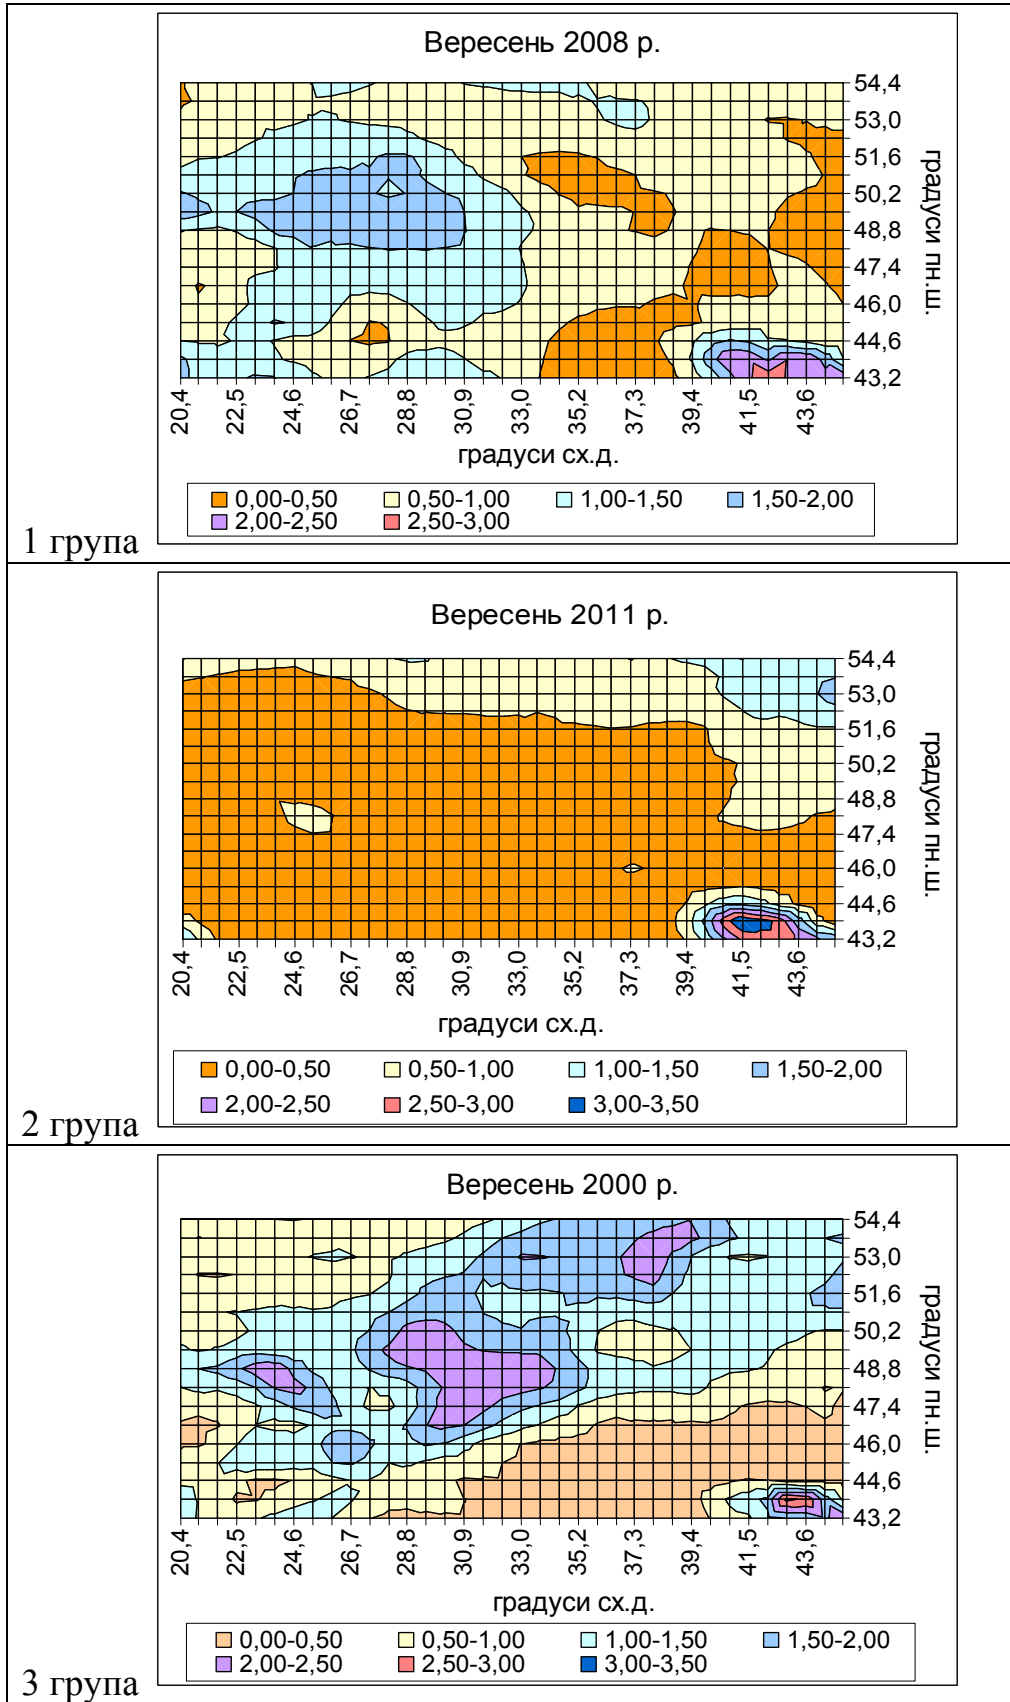 Вересень 2008 р.
54,4
53,0
51,6
50,2
48,8
47,4
46,0
44,6
43,2
градуси пн.ш.
20,4 22,5 24,6 26,7 28,8 30,9 33,0 35,2 37,3 39,4 41,5 43,6
градуси сх.д.
0,00-0,50 0,50-1,00 1,00-1,50 1,50-2,00
2,00-2,50 2,50-3,00
1 група
Вересень 2011 р.
54,4
53,0
51,6
50,2
48,8
47,4
46,0
44,6
43,2
градуси пн.ш.
20,4 22,5 24,6 26,7 28,8 30,9 33,0 35,2 37,3 39,4 41,5 43,6
градуси сх.д.
0,00-0,50 0,50-1,00 1,00-1,50 1,50-2,00
2,00-2,50 2,50-3,00 3,00-3,50
2 група
Вересень 2000 р.
54,4
53,0
51,6
50,2
48,8
47,4
46,0
44,6
43,2
градуси пн.ш.
20,4 22,5 24,6 26,7 28,8 30,9 33,0 35,2 37,3 39,4 41,5 43,6
градуси сх.д.
0,00-0,50 0,50-1,00 1,00-1,50 1,50-2,00
2,00-2,50 2,50-3,00 3,00-3,50
3 група